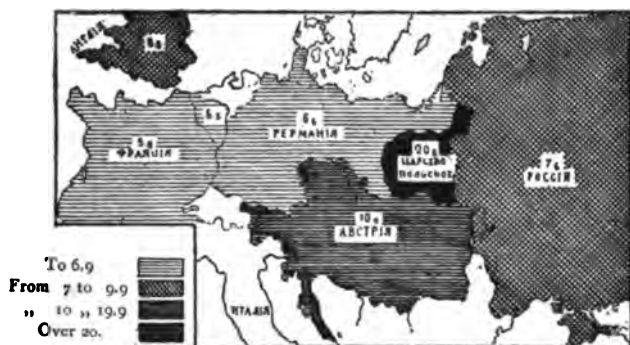 АНГЛІЯ
ГЕРМАНІЯ
ФРАНЦІЯ
ЦАРСТВО
ПОЛЬСКОЕ
РОССІЯ
АВСТРІЯ
ИТАЛІЯ
To 6.9
From 7 to 9.9
„ 10 „ 19.9
Over 20.